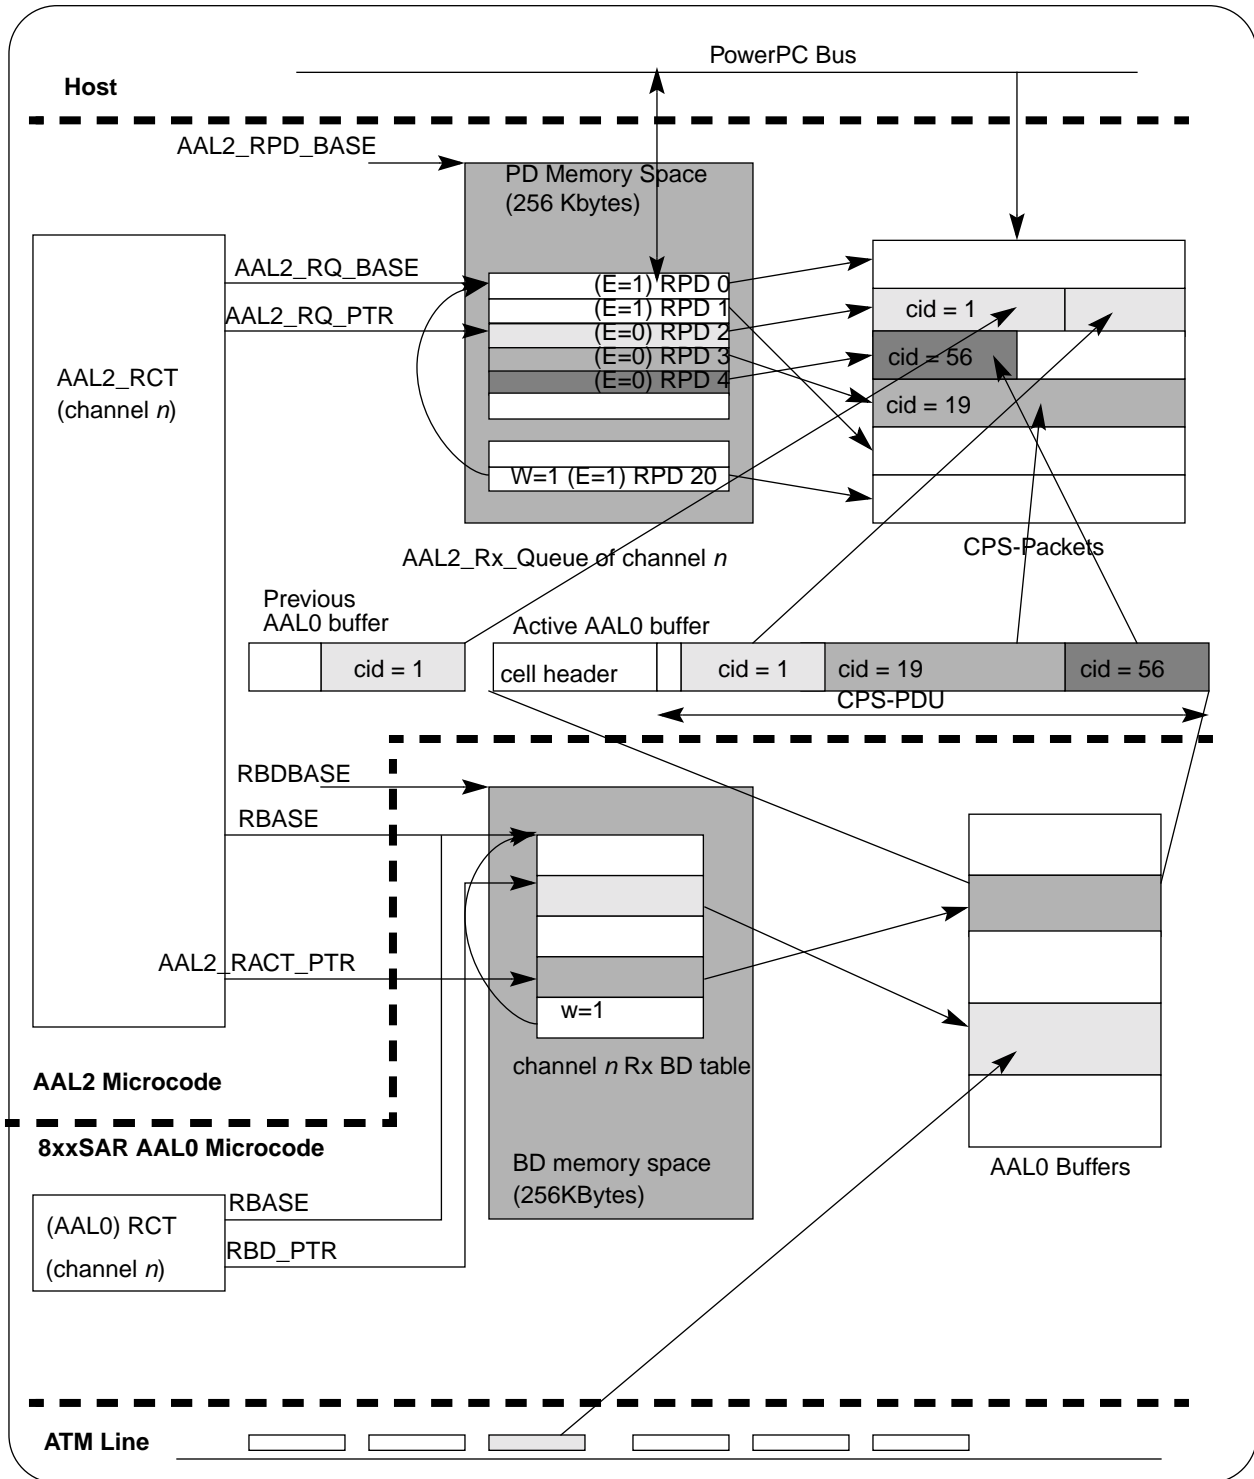 PowerPC Bus
Host
AAL2_RPD_BASE
PD Memory Space
(256 Kbytes)
AAL2_RQ_BASE
(E=1) RPD 0
(E=1) RPD 1
cid = 1
AAL2_RQ_PTR
(E=0) RPD 2
(E=0) RPD 3
cid = 56
AAL2_RCT
(channel n)
(E=0) RPD 4
cid = 19
W=1 (E=1) RPD 20
CPS-Packets
AAL2_Rx_Queue of channel n
Previous
AAL0 buffer
Active AAL0 buffer
cid = 1
cell header
cid = 1
cid = 19
cid = 56
CPS-PDU
RBDBASE
RBASE
AAL2_RACT_PTR
w=1
channel n Rx BD table
AAL2 Microcode
8xxSAR AAL0 Microcode
BD memory space
(256KBytes)
AAL0 Buffers
(AAL0) RCT
(channel n)
RBASE
RBD_PTR
ATM Line